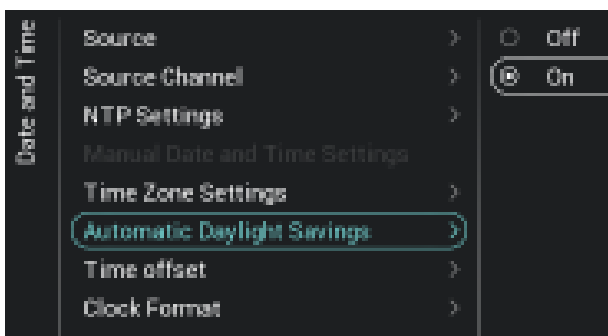 Date and Time
Source
Source Channel
NTP Settings
Manual Date and Time Settings
Time Zone Settings
Automatic Daylight Savings
Time offset
Clock Format
Off
On